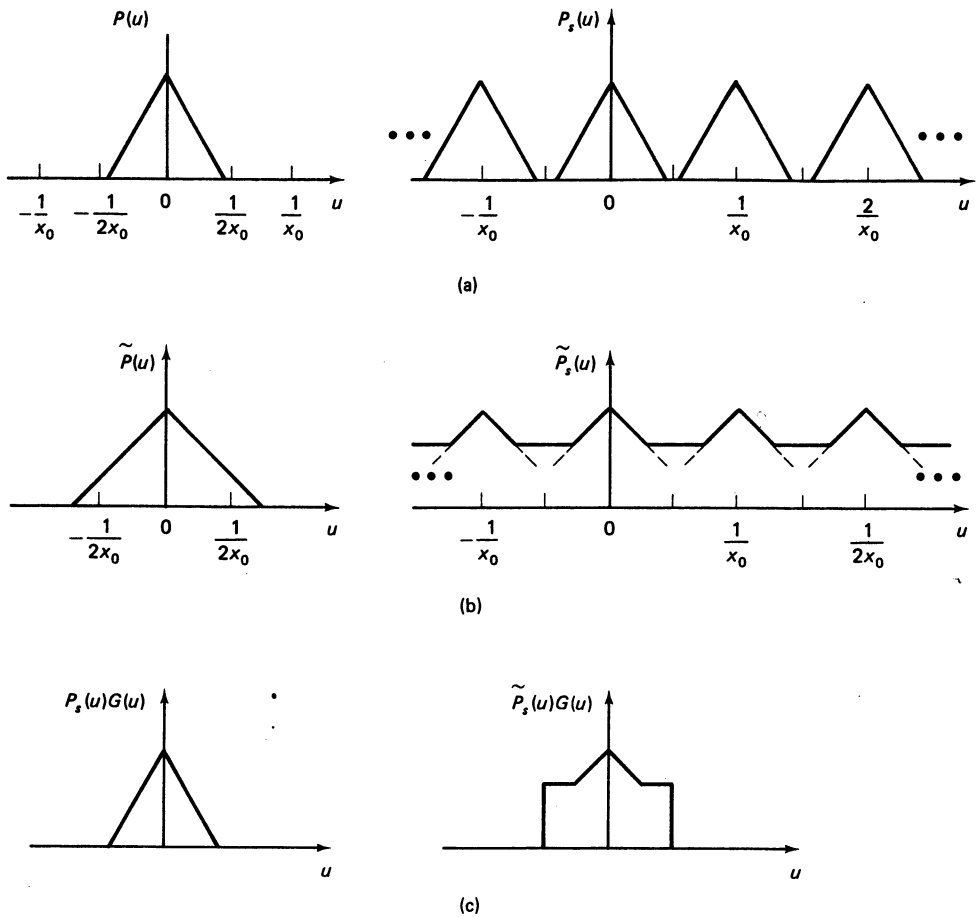 P(u)
P_s(u)
-1/x_0 -1/2x_0 0 1/2x_0 1/x_0 u
-1/x_0 0 1/x_0 2/x_0 u
(a)
P̃(u)
P̃_s(u)
-1/2x_0 0 1/2x_0 u
-1/x_0 0 1/x_0 1/2x_0 u
(b)
P_s(u)G(u)
P̃_s(u)G(u)
u
u
(c)